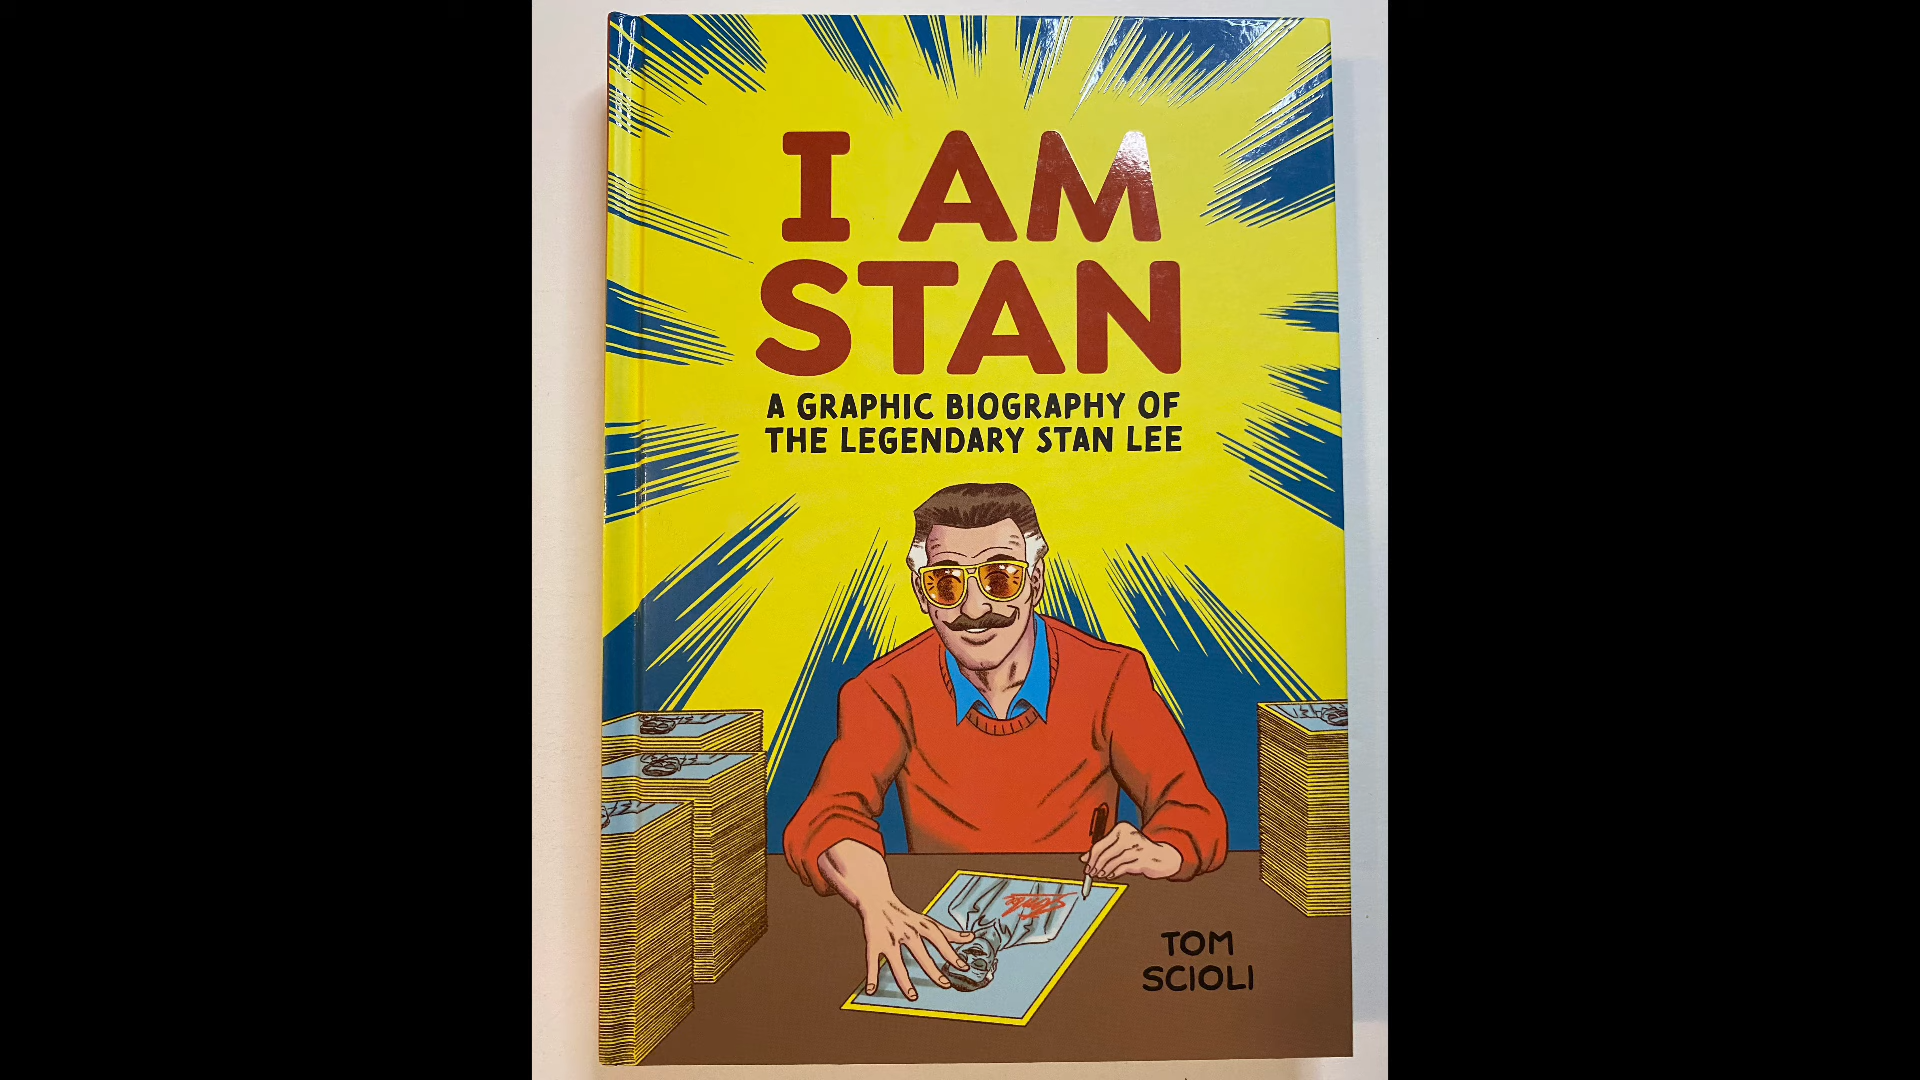 I AM
STAN
A GRAPHIC BIOGRAPHY OF
THE LEGENDARY STAN LEE
TOM
SCIOLI